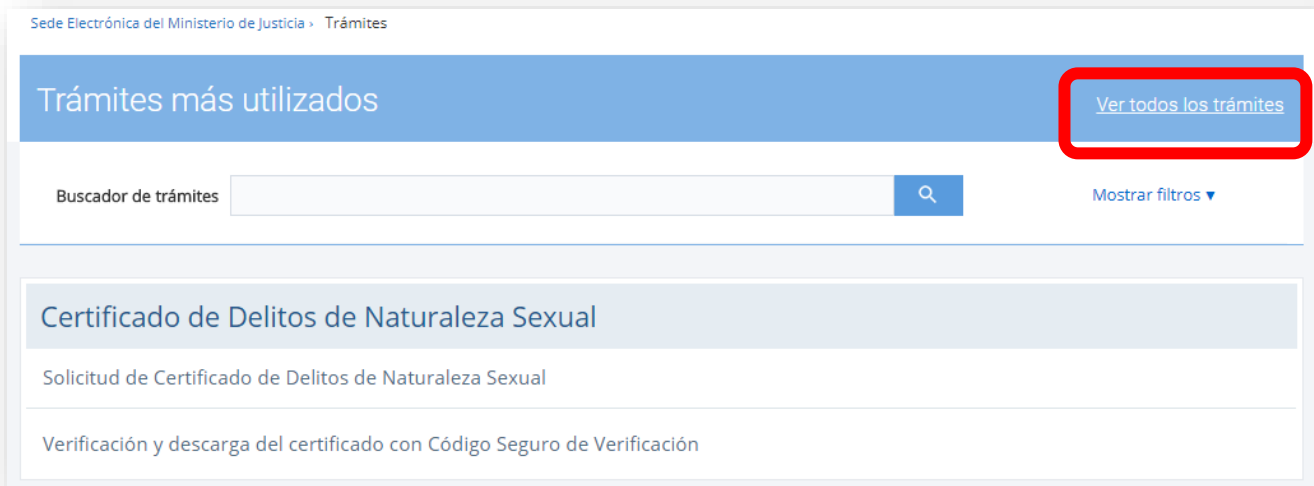 Sede Electrónica del Ministerio de Justicia › Trámites
Trámites más utilizados
Ver todos los trámites
Buscador de trámites
Mostrar filtros ▼
Certificado de Delitos de Naturaleza Sexual
Solicitud de Certificado de Delitos de Naturaleza Sexual
Verificación y descarga del certificado con Código Seguro de Verificación